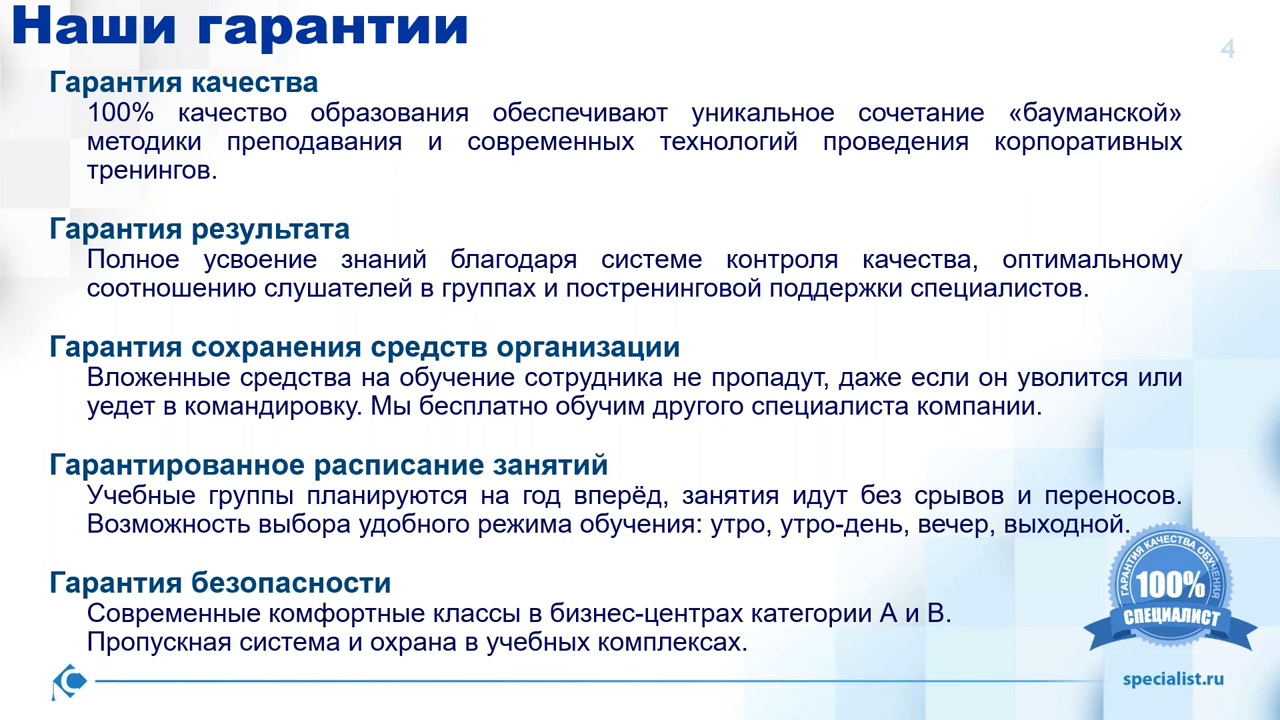 Наши гарантии
4
Гарантия качества
100% качество образования обеспечивают уникальное сочетание «бауманской»
методики преподавания и современных технологий проведения корпоративных
тренингов.
Гарантия результата
Полное усвоение знаний благодаря системе контроля качества, оптимальному
соотношению слушателей в группах и постренинговой поддержки специалистов.
Гарантия сохранения средств организации
Вложенные средства на обучение сотрудника не пропадут, даже если он уволится или
уедет в командировку. Мы бесплатно обучим другого специалиста компании.
Гарантированное расписание занятий
Учебные группы планируются на год вперёд, занятия идут без срывов и переносов.
Возможность выбора удобного режима обучения: утро, утро-день, вечер, выходной.
Гарантия безопасности
Современные комфортные классы в бизнес-центрах категории А и В.
Пропускная система и охрана в учебных комплексах.
ГАРАНТИЯ КАЧЕСТВА ОБУЧЕНИЯ
100%
СПЕЦИАЛИСТ
specialist.ru